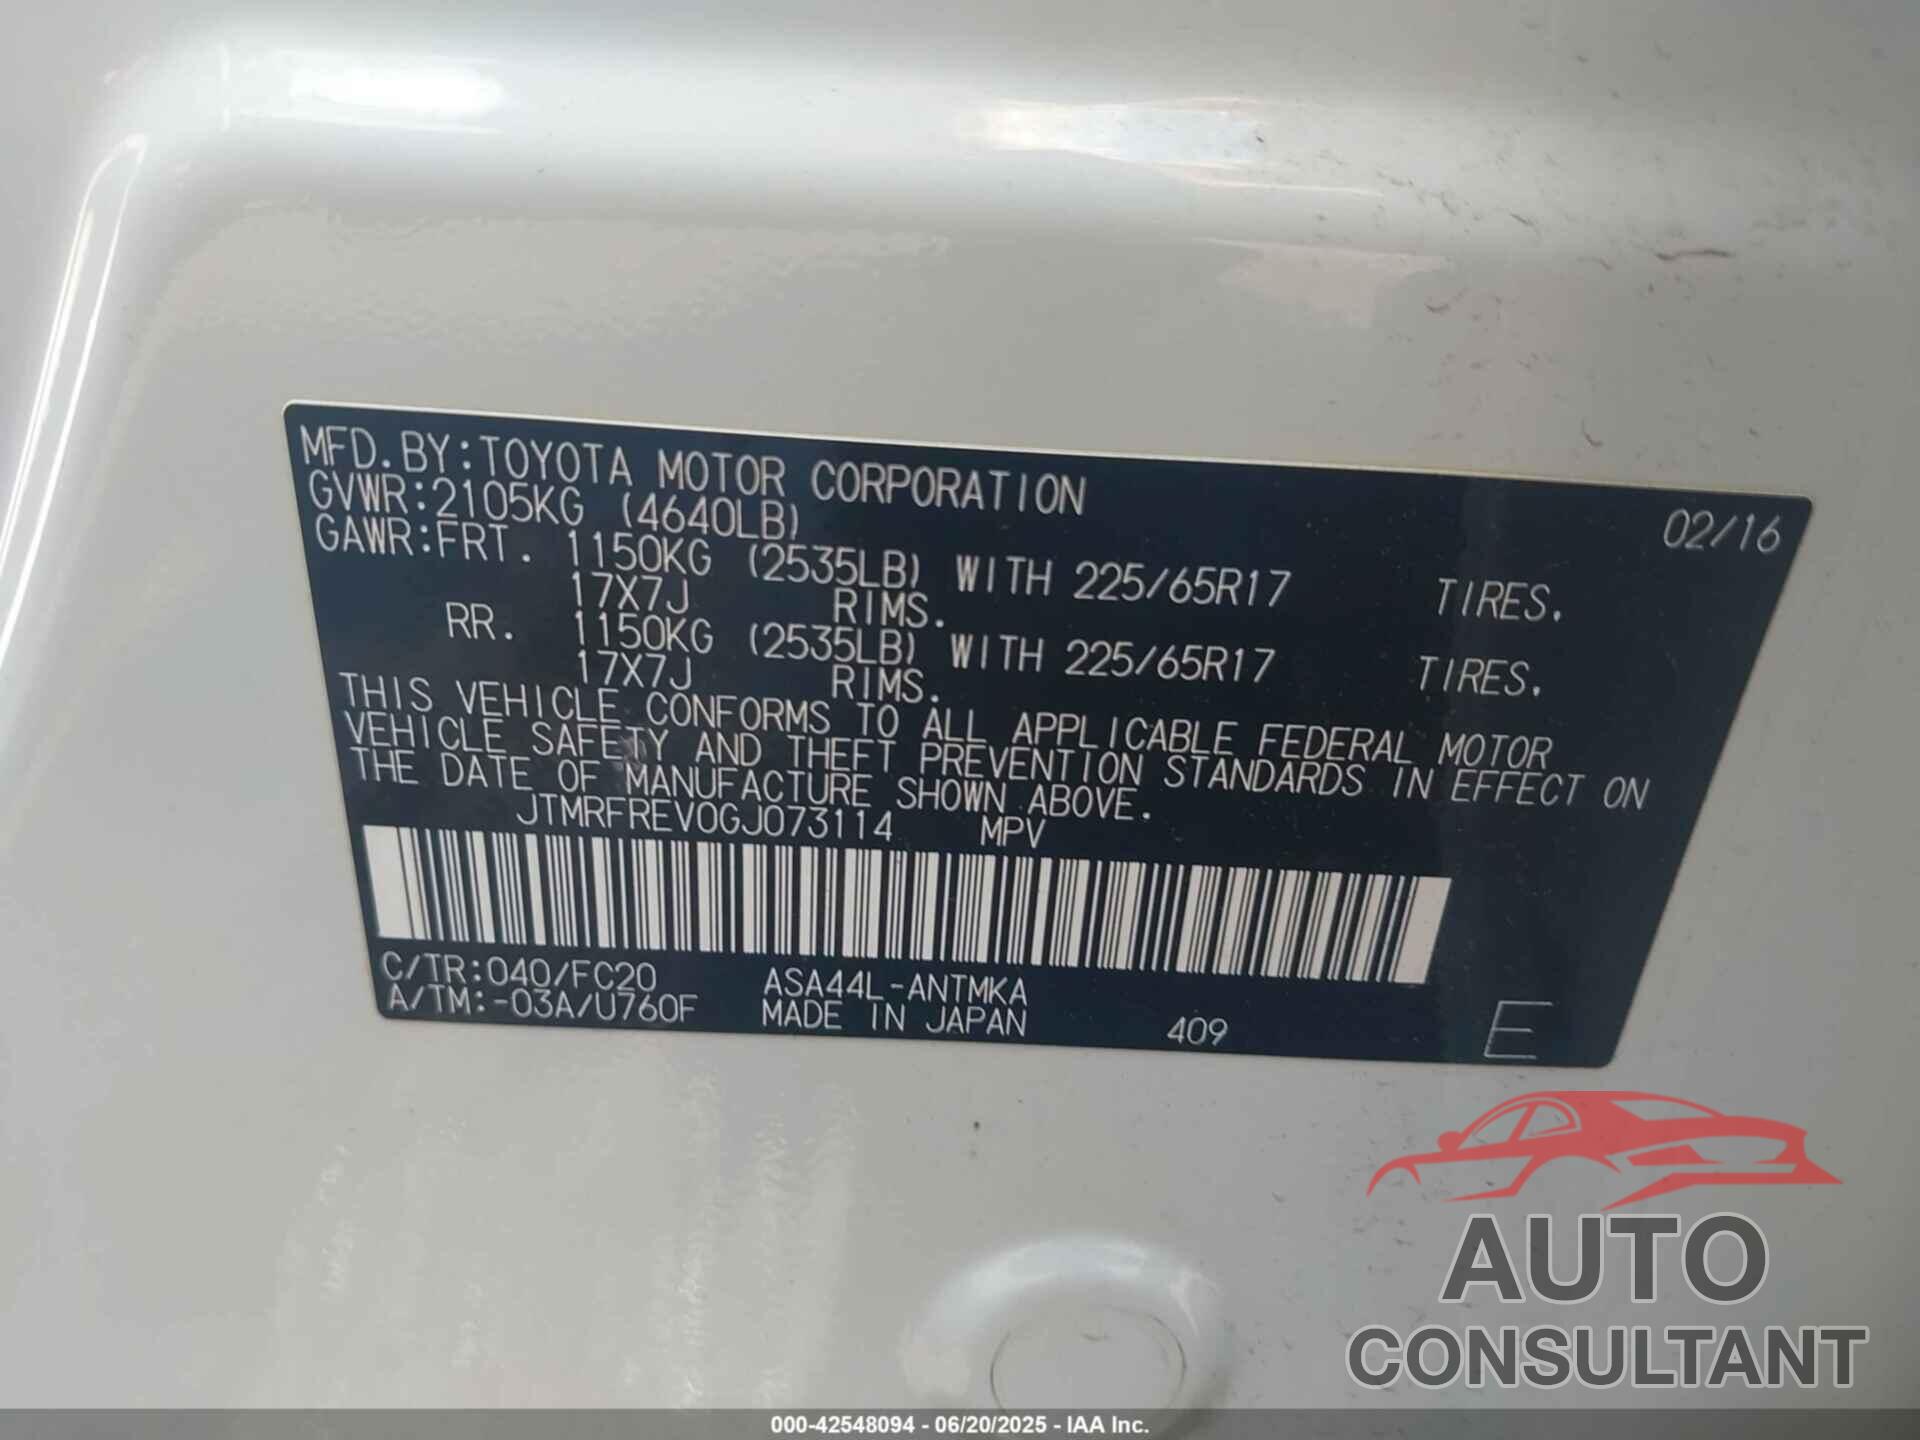 MFD.BY:TOYOTA MOTOR CORPORATION 02/16
GVWR:2105KG (4640LB)
GAWR:FRT. 1150KG (2535LB) WITH 225/65R17 TIRES.
17X7J RIMS.
RR. 1150KG (2535LB) WITH 225/65R17 TIRES.
17X7J RIMS.
THIS VEHICLE CONFORMS TO ALL APPLICABLE FEDERAL MOTOR
VEHICLE SAFETY AND THEFT PREVENTION STANDARDS IN EFFECT ON
THE DATE OF MANUFACTURE SHOWN ABOVE.
JTMRFREV0GJ073114 MPV
C/TR:040/FC20 ASA44L-ANTMKA
A/TM:-03A/U760F MADE IN JAPAN 409 E
AUTO
CONSULTANT
000-42548094 - 06/20/2025 - IAA Inc.